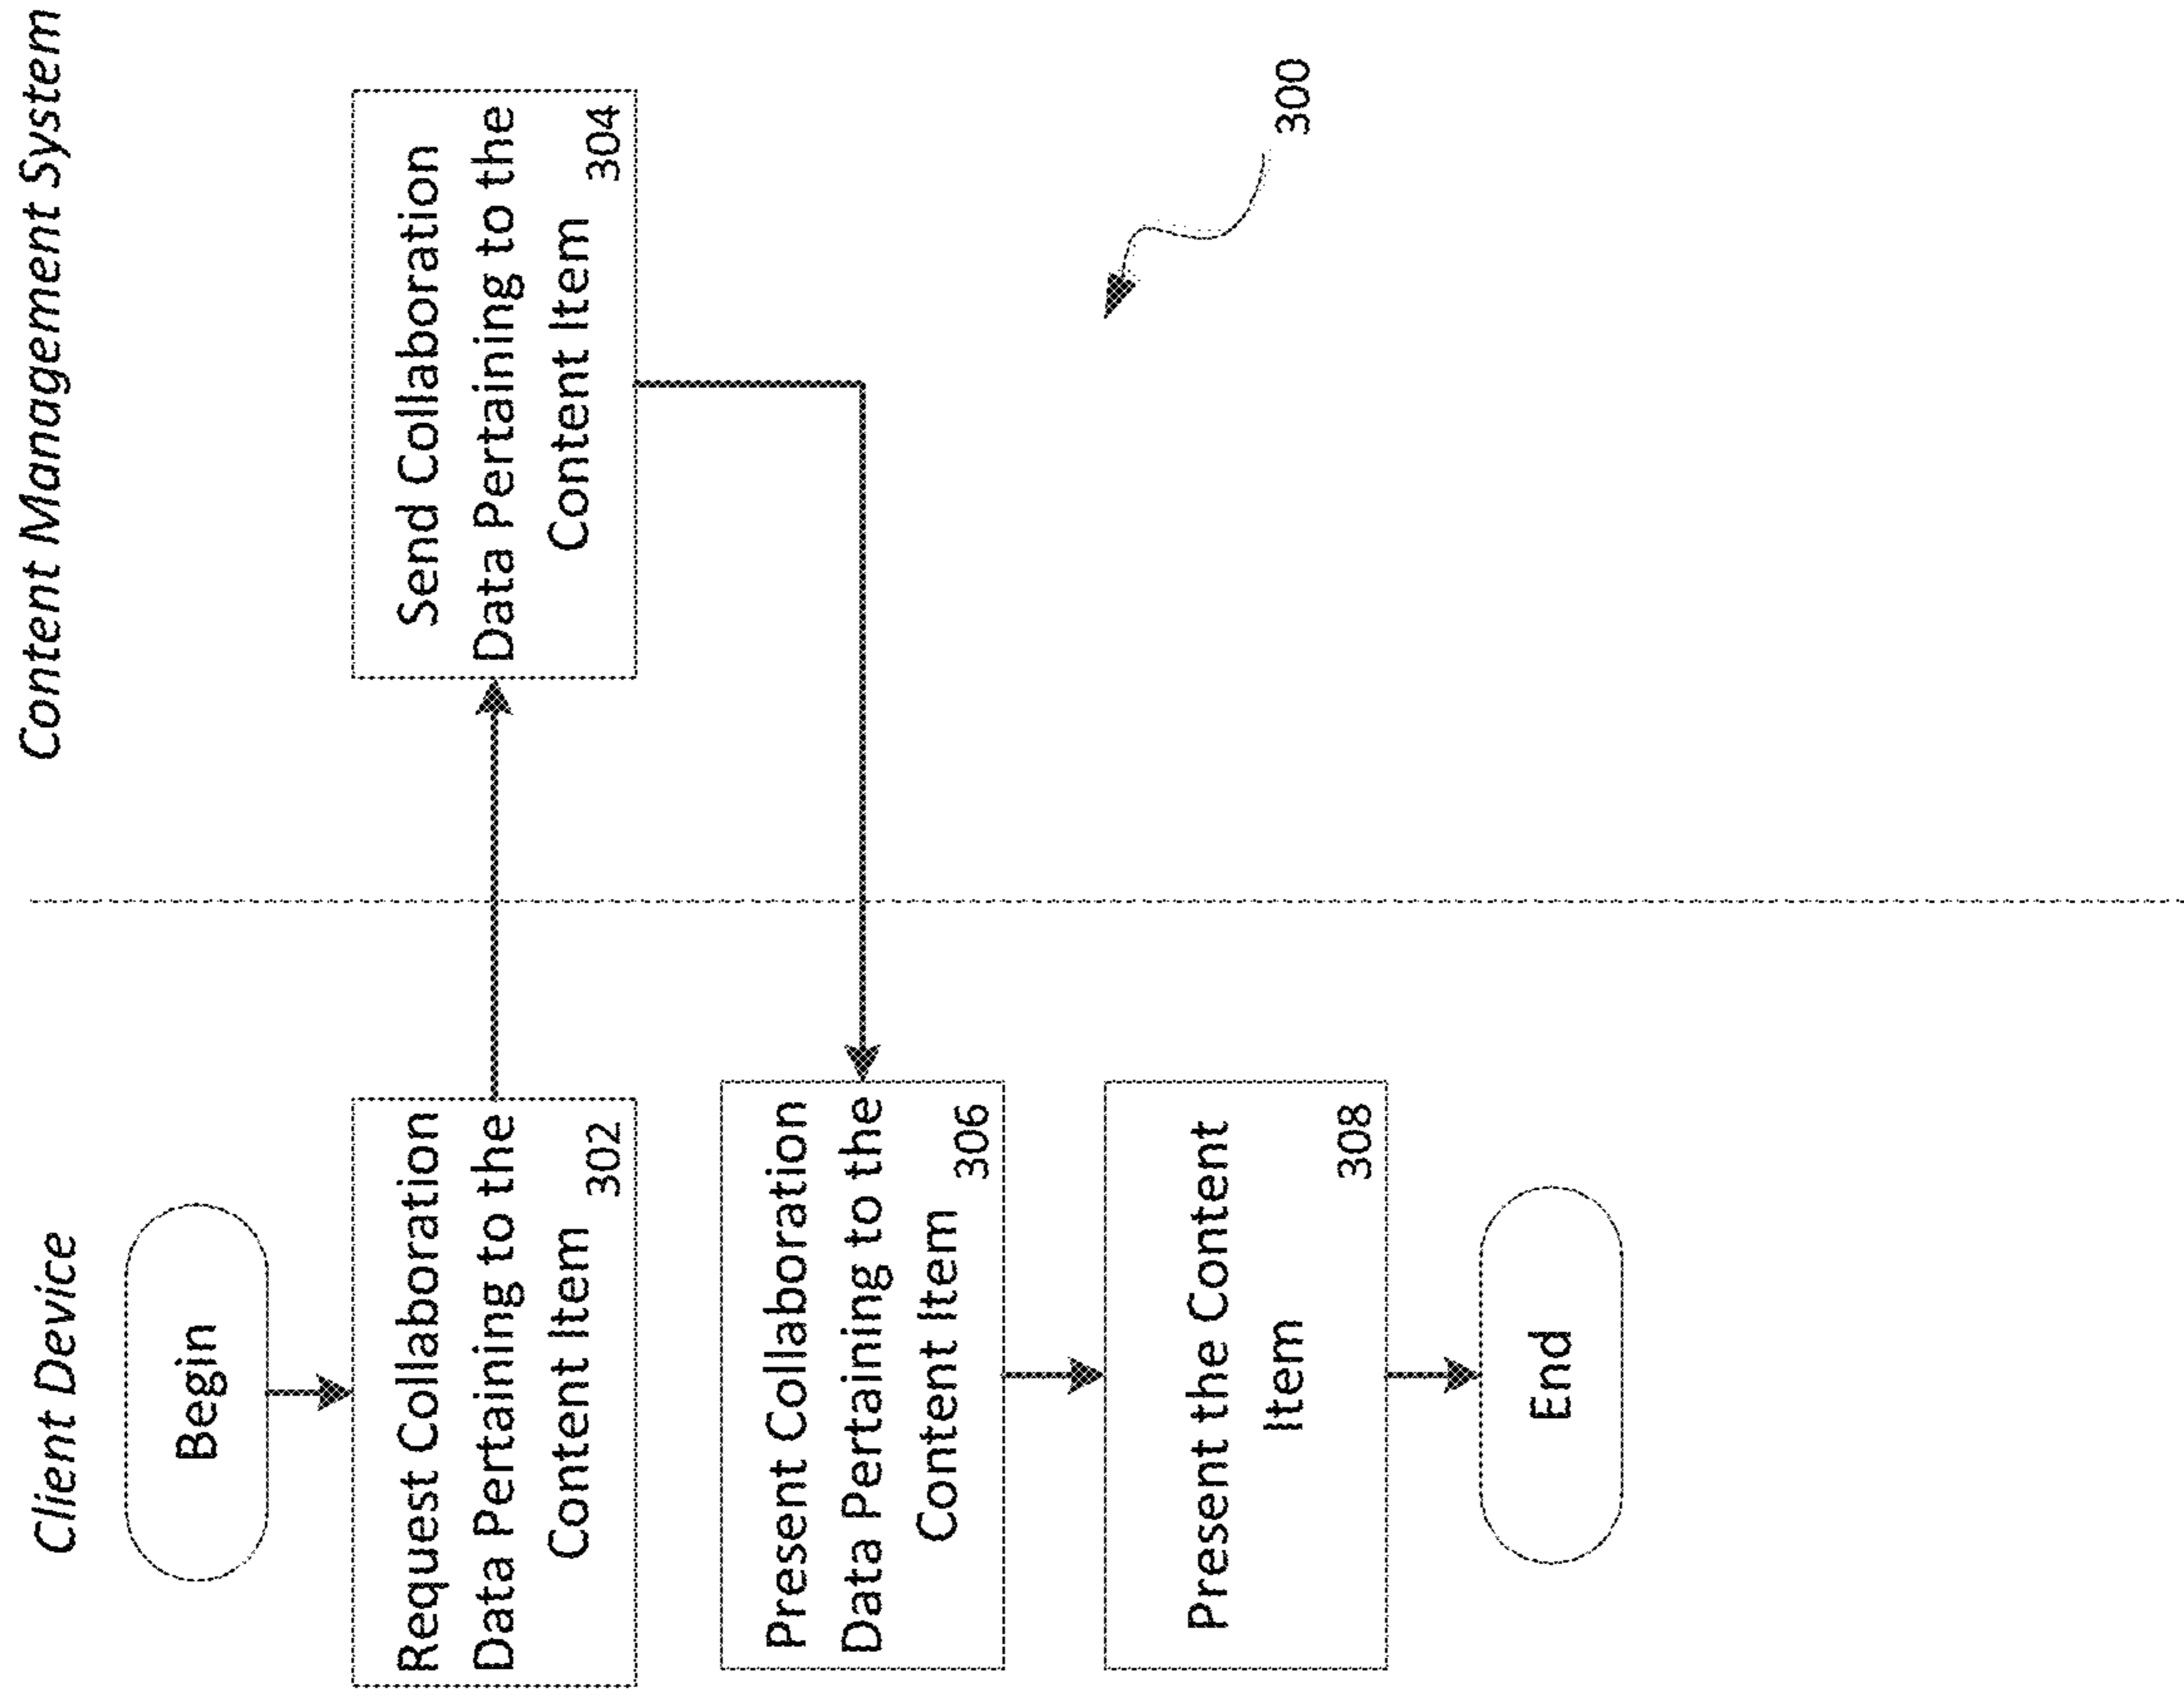 Client Device
Content Management System
Begin
Request Collaboration
Data Pertaining to the
Content Item
302
Send Collaboration
Data Pertaining to the
Content Item
304
Present Collaboration
Data Pertaining to the
Content Item
306
Present the Content
Item
308
End
300